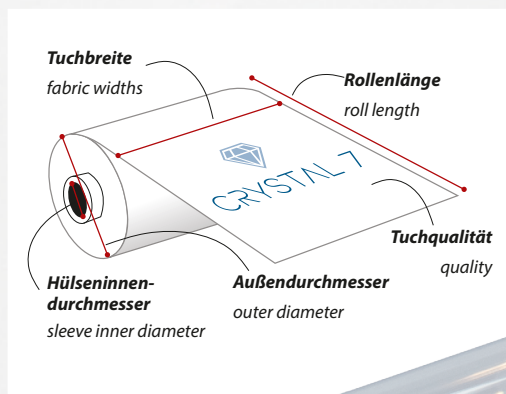 Tuchbreite
fabric widths
Rollenlänge
roll length
CRYSTAL 7
Tuchqualität
quality
Hülseninnen-
durchmesser
sleeve inner diameter
Außendurchmesser
outer diameter